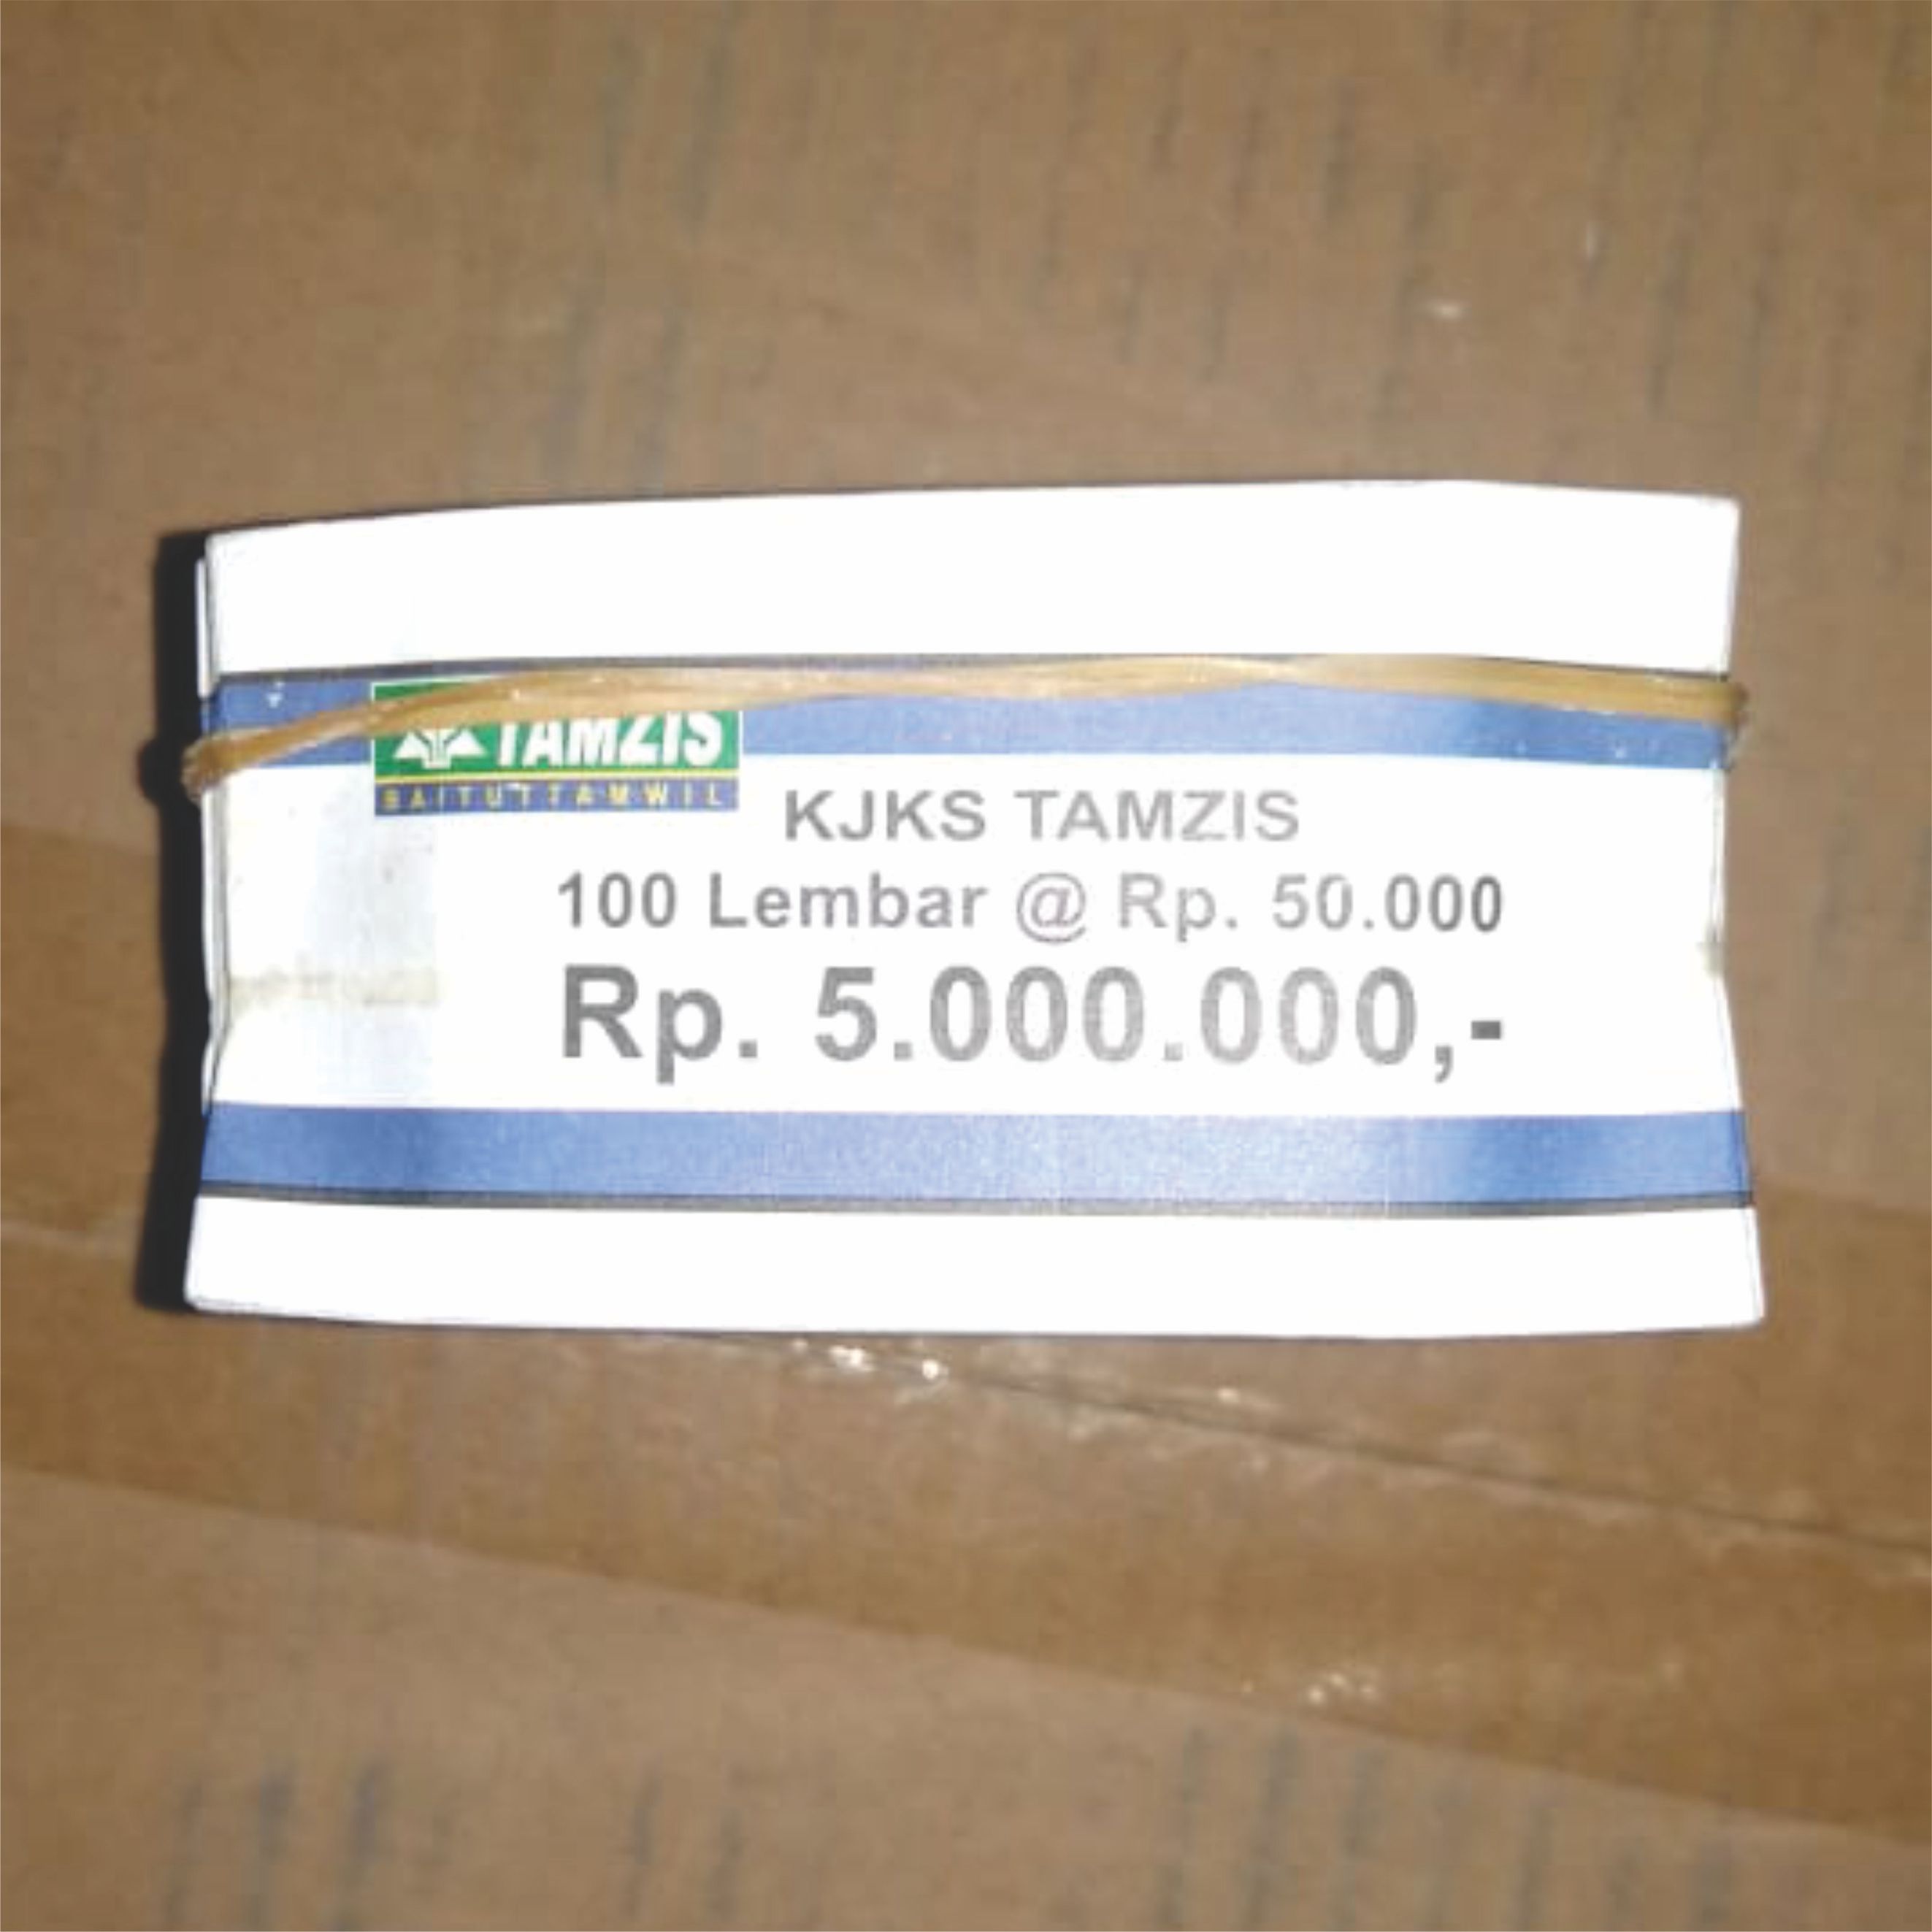 TAMZIS
BAITUTTAMWIL
KJKS TAMZIS
100 Lembar @ Rp. 50.000
Rp. 5.000.000,-